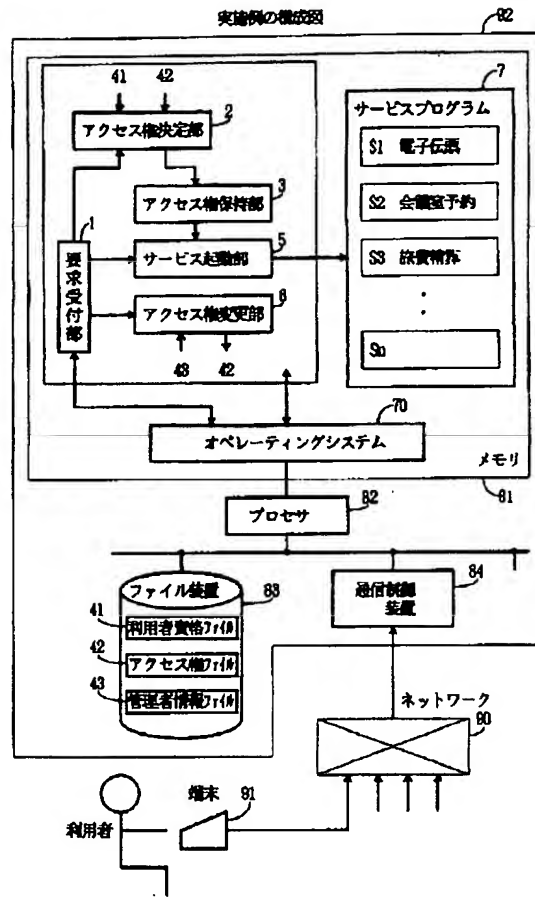 実施例の構成図
92
41 42
2
アクセス権決定部
3
アクセス権保持部
1
要求受付部
5
サービス起動部
6
アクセス権変更部
43 42
7
サービスプログラム
S1 電子伝票
S2 会議室予約
S3 旅費精算
・
・
Sn
70
オペレーティングシステム
メモリ
81
82
プロセサ
ファイル装置
83
41 利用者資格ファイル
42 アクセス権ファイル
43 管理者情報ファイル
84
通信制御
装置
ネットワーク
90
端末
91
利用者